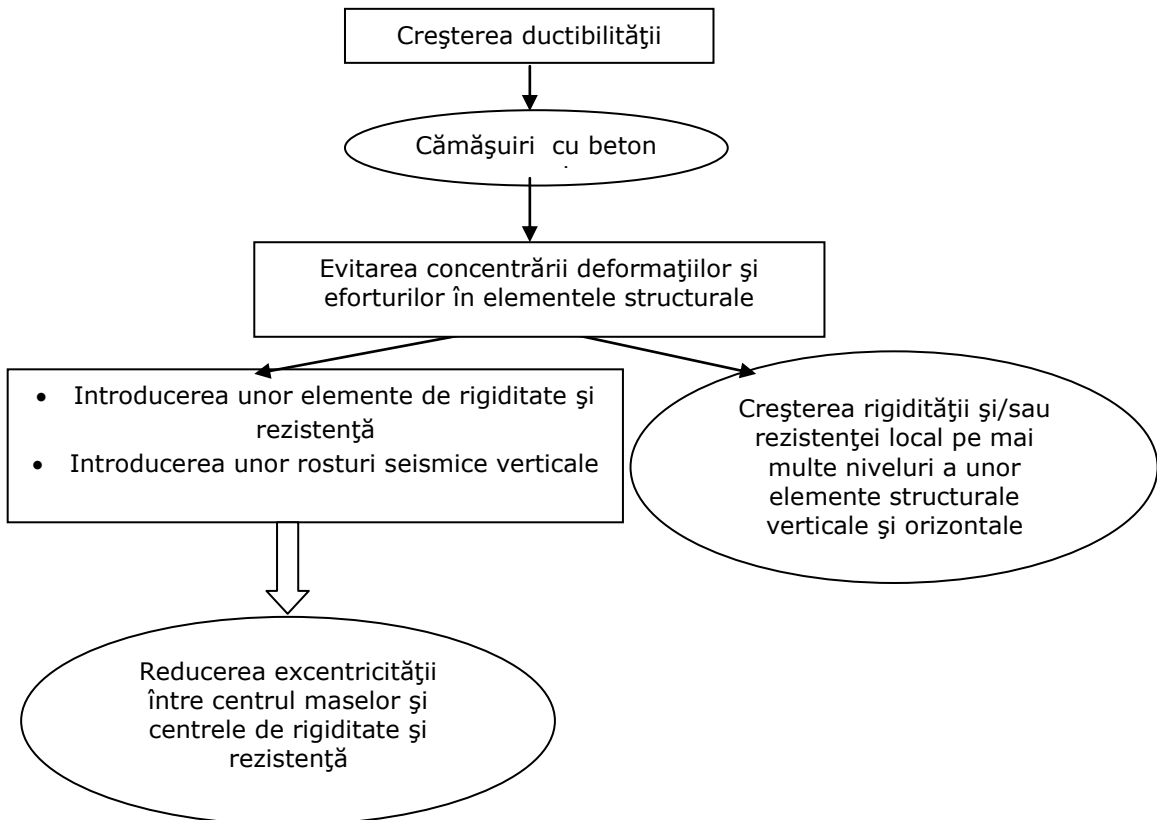 Creşterea ductibilităţii
Cămăşuiri cu beton
Evitarea concentrării deformaţiilor şi
eforturilor în elementele structurale
• Introducerea unor elemente de rigiditate şi
rezistenţă
• Introducerea unor rosturi seismice verticale
Creşterea rigidităţii şi/sau
rezistenţei local pe mai
multe niveluri a unor
elemente structurale
verticale şi orizontale
Reducerea excentricităţii
între centrul maselor şi
centrele de rigiditate şi
rezistenţă